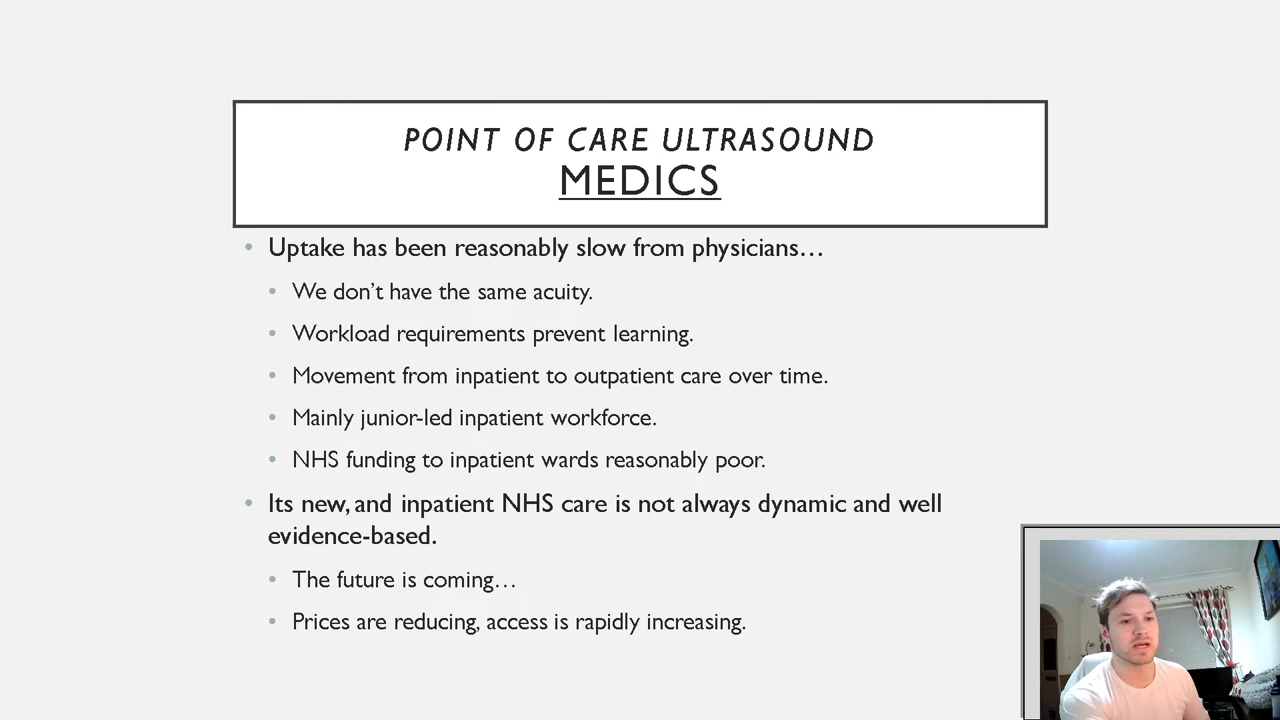 POINT OF CARE ULTRASOUND
MEDICS
• Uptake has been reasonably slow from physicians…
• We don’t have the same acuity.
• Workload requirements prevent learning.
• Movement from inpatient to outpatient care over time.
• Mainly junior-led inpatient workforce.
• NHS funding to inpatient wards reasonably poor.
• Its new, and inpatient NHS care is not always dynamic and well
evidence-based.
• The future is coming…
• Prices are reducing, access is rapidly increasing.